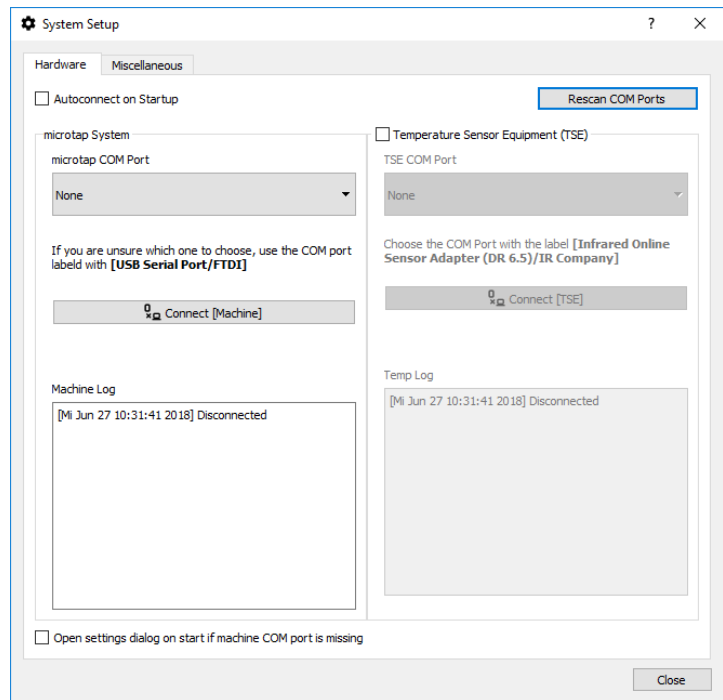 System Setup
?
Hardware
Miscellaneous
Autoconnect on Startup
Rescan COM Ports
microtap System
microtap COM Port
None
If you are unsure which one to choose, use the COM port
labeld with [USB Serial Port/FTDI]
Connect [Machine]
Machine Log
[Mi Jun 27 10:31:41 2018] Disconnected
Temperature Sensor Equipment (TSE)
TSE COM Port
None
Choose the COM Port with the label [Infrared Online
Sensor Adapter (DR 6.5)/IR Company]
Connect [TSE]
Temp Log
[Mi Jun 27 10:31:41 2018] Disconnected
Open settings dialog on start if machine COM port is missing
Close